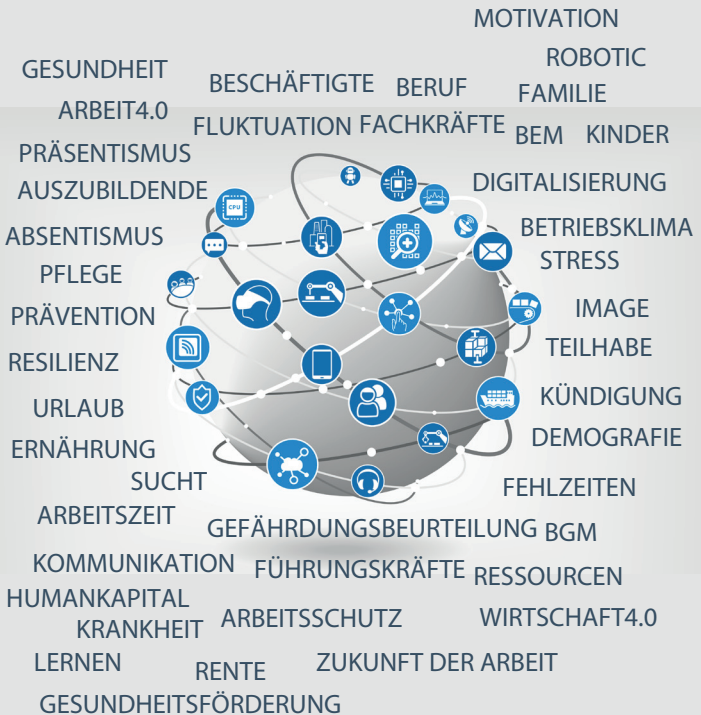 MOTIVATION
ROBOTIC
GESUNDHEIT
BESCHÄFTIGTE
BERUF
FAMILIE
ARBEIT4.0
FLUKTUATION
FACHKRÄFTE
BEM
KINDER
PRÄSENTISMUS
AUSZUBILDENDE
DIGITALISIERUNG
CPU
ABSENTISMUS
BETRIEBSKLIMA
PFLEGE
STRESS
PRÄVENTION
IMAGE
RESILIENZ
TEILHABE
URLAUB
KÜNDIGUNG
ERNÄHRUNG
DEMOGRAFIE
SUCHT
FEHLZEITEN
ARBEITSZEIT
GEFÄHRDUNGSBEURTEILUNG
BGM
KOMMUNIKATION
FÜHRUNGSKRÄFTE
RESSOURCEN
HUMANKAPITAL
KRANKHEIT
ARBEITSSCHUTZ
WIRTSCHAFT4.0
LERNEN
RENTE
ZUKUNFT DER ARBEIT
GESUNDHEITSFÖRDERUNG